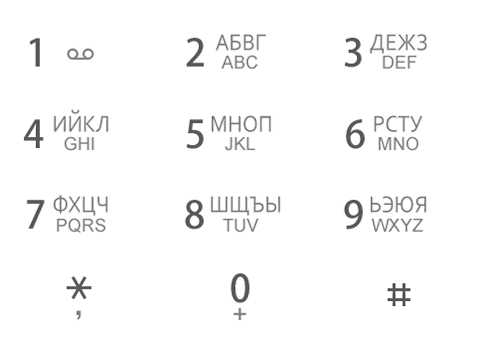 1
2 АБВГ
ABC
3 ДЕЖЗ
DEF
4 ИЙКЛ
GHI
5 МНОП
JKL
6 РСТУ
MNO
7 ФХЦЧ
PQRS
8 ШЩЪЫ
TUV
9 ЬЭЮЯ
WXYZ
*
,
0
+
#